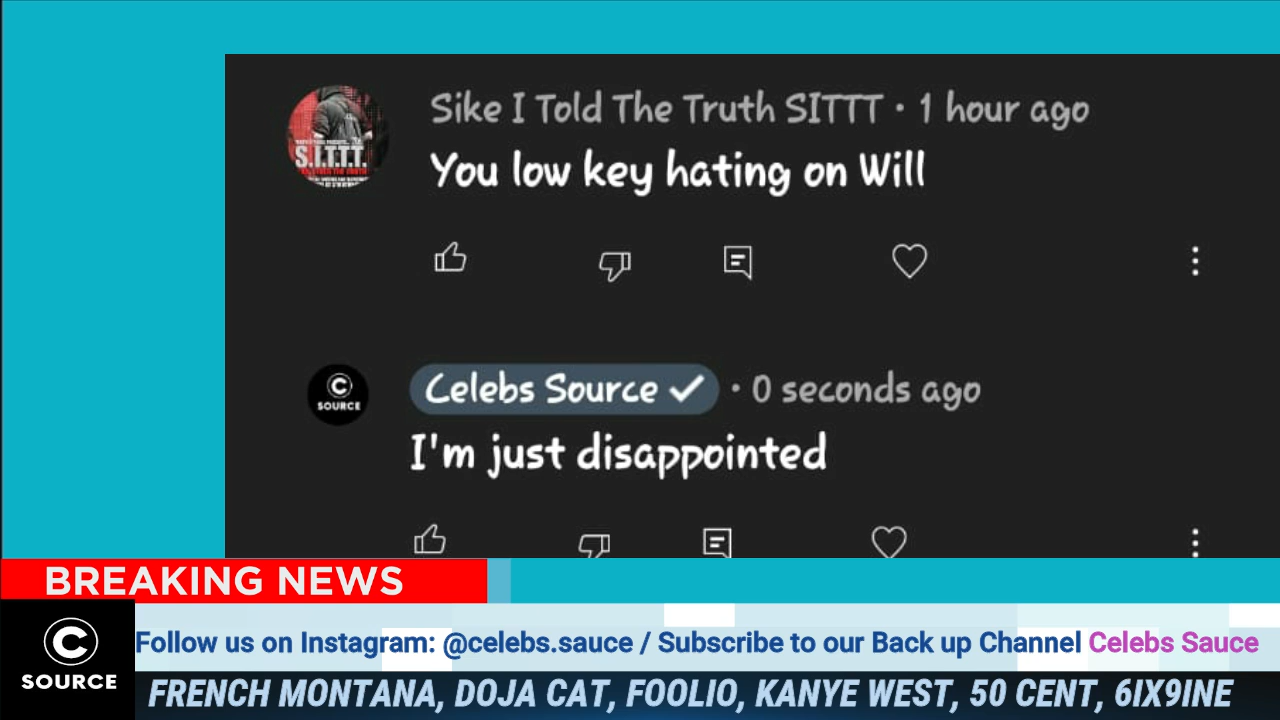 Sike I Told The Truth SITTT • 1 hour ago
S.I.T.T.T.
You low key hating on Will
C
SOURCE
Celebs Source ✓ • 0 seconds ago
I'm just disappointed
BREAKING NEWS
C
SOURCE
Follow us on Instagram: @celebs.sauce / Subscribe to our Back up Channel Celebs Sauce
FRENCH MONTANA, DOJA CAT, FOOLIO, KANYE WEST, 50 CENT, 6IX9INE